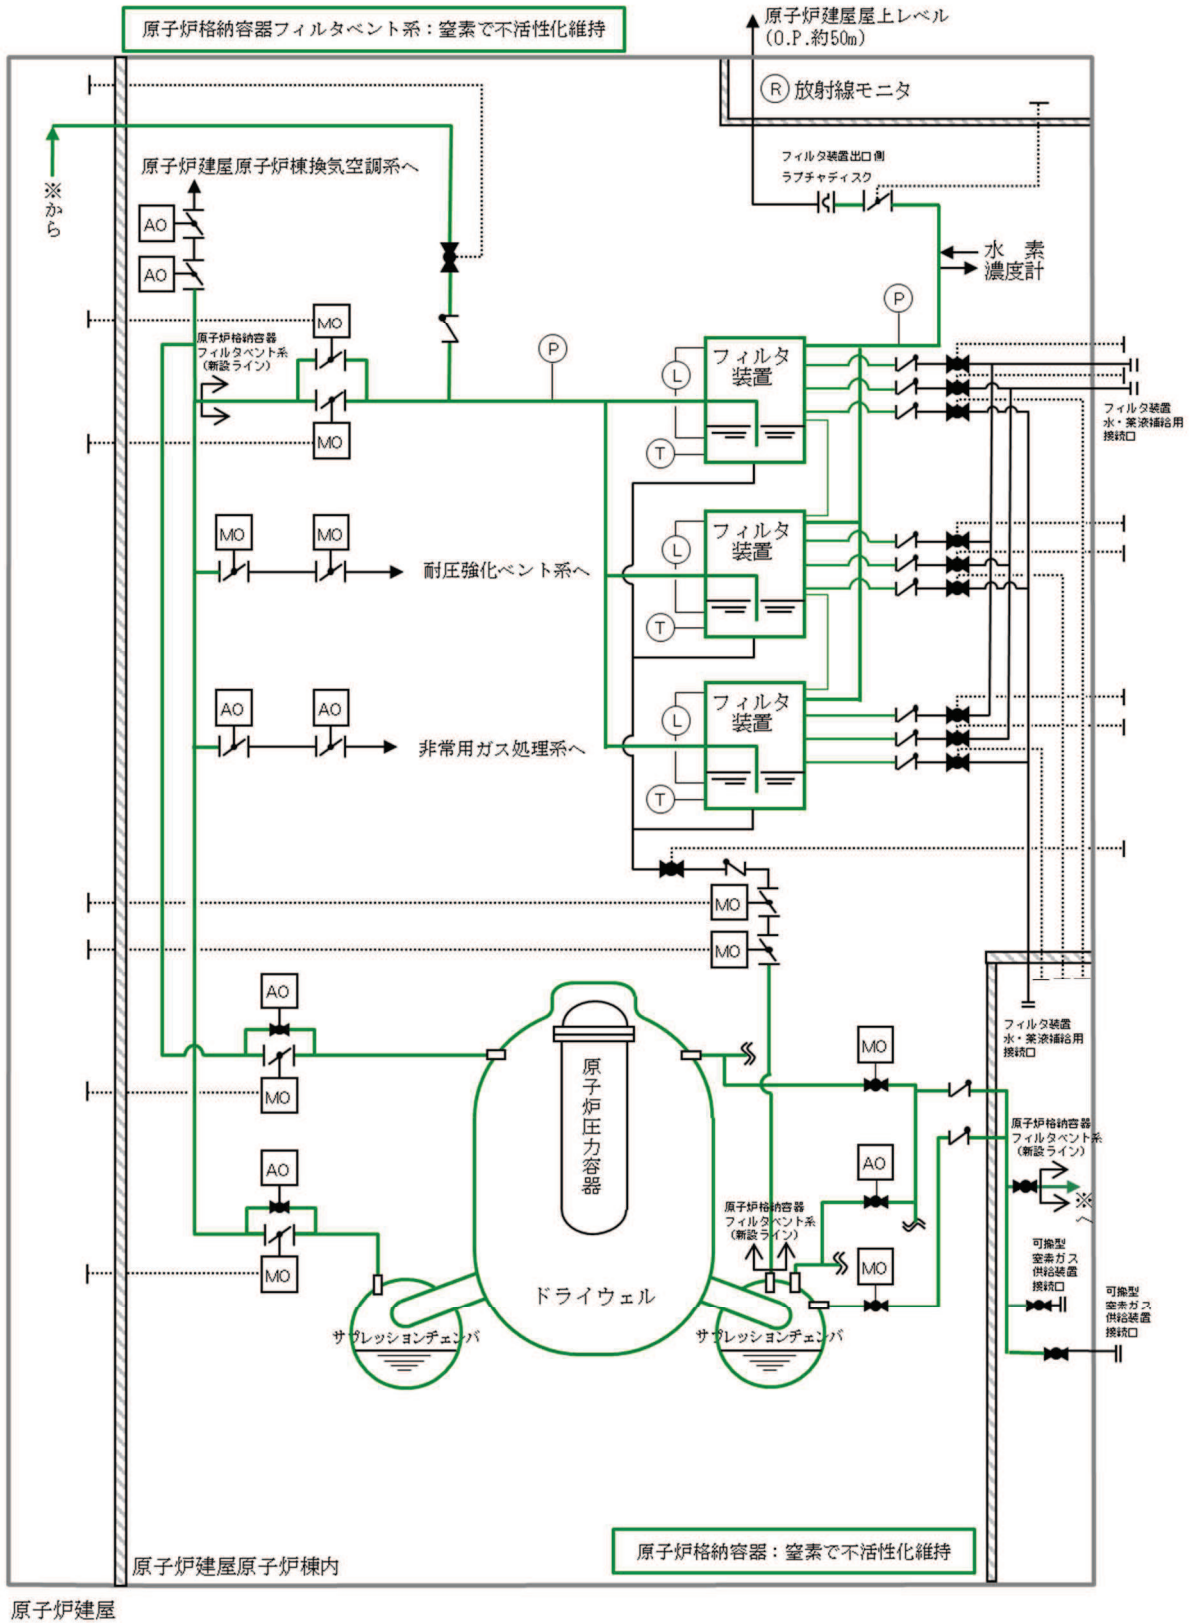 原子炉格納容器フィルタベント系：窒素で不活性化維持
原子炉建屋屋上レベル
(O.P.約50m)
R 放射線モニタ
フィルタ装置出口側
ラプチャディスク
原子炉建屋原子炉棟換気空調系へ
※から
AO
AO
水素
濃度計
P
MO
原子炉格納容器
フィルタベント系
(新設ライン)
P
MO
フィルタ
装置
L
T
フィルタ装置
水・薬液補給用
接続口
MO
MO
耐圧強化ベント系へ
フィルタ
装置
L
T
AO
AO
非常用ガス処理系へ
フィルタ
装置
L
T
MO
MO
AO
MO
原子炉圧力容器
MO
フィルタ装置
水・薬液補給用
接続口
原子炉格納容器
フィルタベント系
(新設ライン)
※へ
AO
MO
AO
原子炉格納容器
フィルタベント系
(新設ライン)
MO
ドライウェル
サプレッションチェンバ
サプレッションチェンバ
可搬型
窒素ガス
供給装置
接続口
可搬型
窒素ガス
供給装置
接続口
原子炉格納容器：窒素で不活性化維持
原子炉建屋原子炉棟内
原子炉建屋